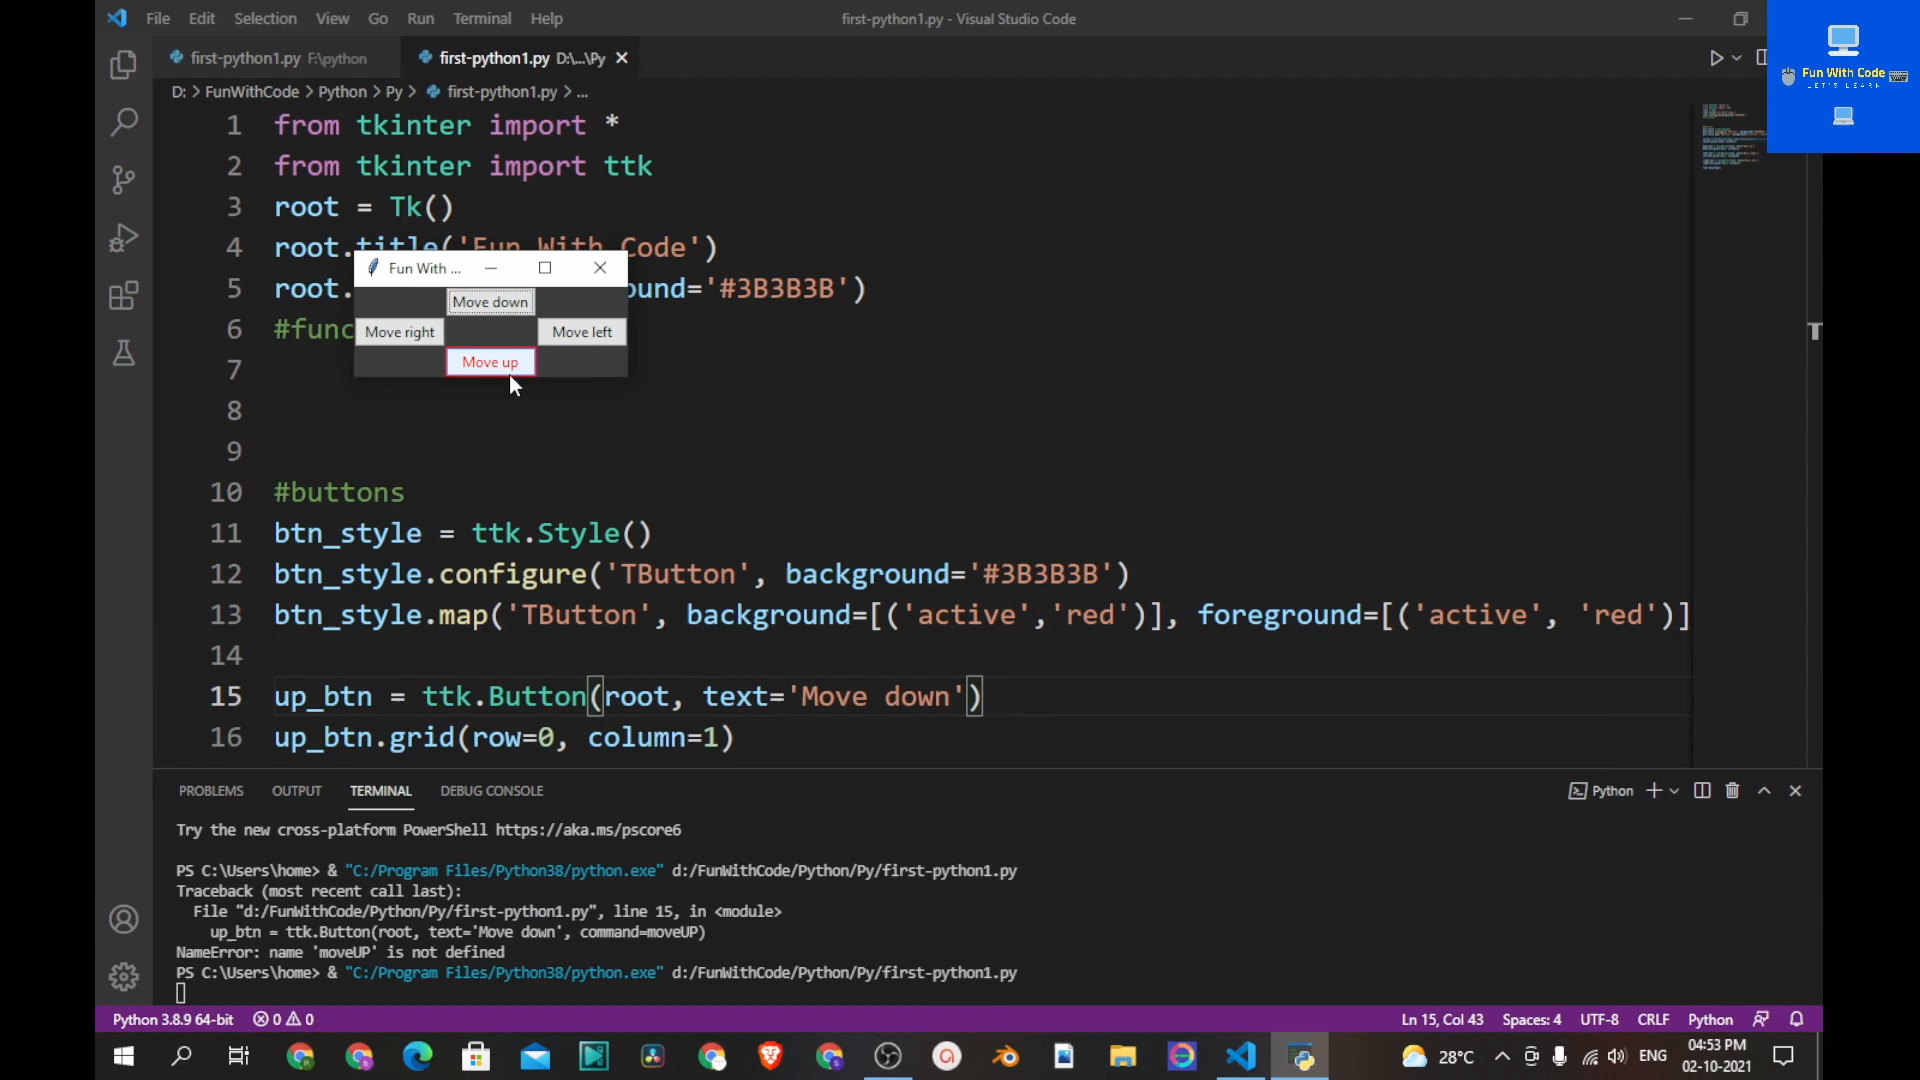 File Edit Selection View Go Run Terminal Help
first-python1.py - Visual Studio Code
Fun With Code
LET'S LEARN
first-python1.py F:\python
first-python1.py D:\...\Py
D: > FunWithCode > Python > Py > first-python1.py > ...
1 from tkinter import *
2 from tkinter import ttk
3 root = Tk()
4 root.title('Fun With Code')
5 root. ound='#3B3B3B')
6 #func
7
8
9
10 #buttons
11 btn_style = ttk.Style()
12 btn_style.configure('TButton', background='#3B3B3B')
13 btn_style.map('TButton', background=[('active','red')], foreground=[('active', 'red')]
14
15 up_btn = ttk.Button(root, text='Move down')
16 up_btn.grid(row=0, column=1)
Fun With ...
Move down
Move right
Move left
Move up
PROBLEMS OUTPUT TERMINAL DEBUG CONSOLE
Python
Try the new cross-platform PowerShell https://aka.ms/pscore6
PS C:\Users\home> & "C:/Program Files/Python38/python.exe" d:/FunWithCode/Python/Py/first-python1.py
Traceback (most recent call last):
File "d:/FunWithCode/Python/Py/first-python1.py", line 15, in <module>
up_btn = ttk.Button(root, text='Move down', command=moveUP)
NameError: name 'moveUP' is not defined
PS C:\Users\home> & "C:/Program Files/Python38/python.exe" d:/FunWithCode/Python/Py/first-python1.py
Python 3.8.9 64-bit 0 0
Ln 15, Col 43 Spaces: 4 UTF-8 CRLF Python
28°C
ENG
04:53 PM
02-10-2021